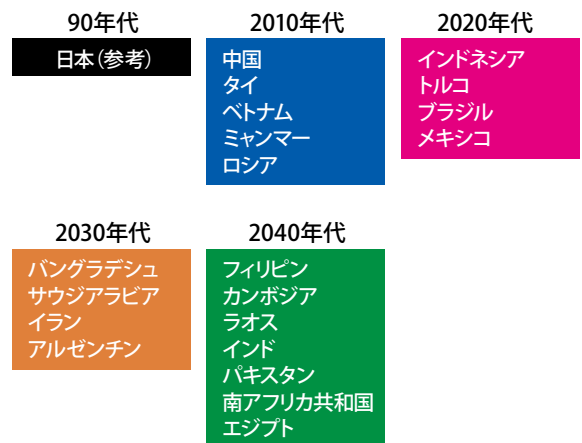 90年代
日本(参考)
2010年代
中国
タイ
ベトナム
ミャンマー
ロシア
2020年代
インドネシア
トルコ
ブラジル
メキシコ
2030年代
バングラデシュ
サウジアラビア
イラン
アルゼンチン
2040年代
フィリピン
カンボジア
ラオス
インド
パキスタン
南アフリカ共和国
エジプト